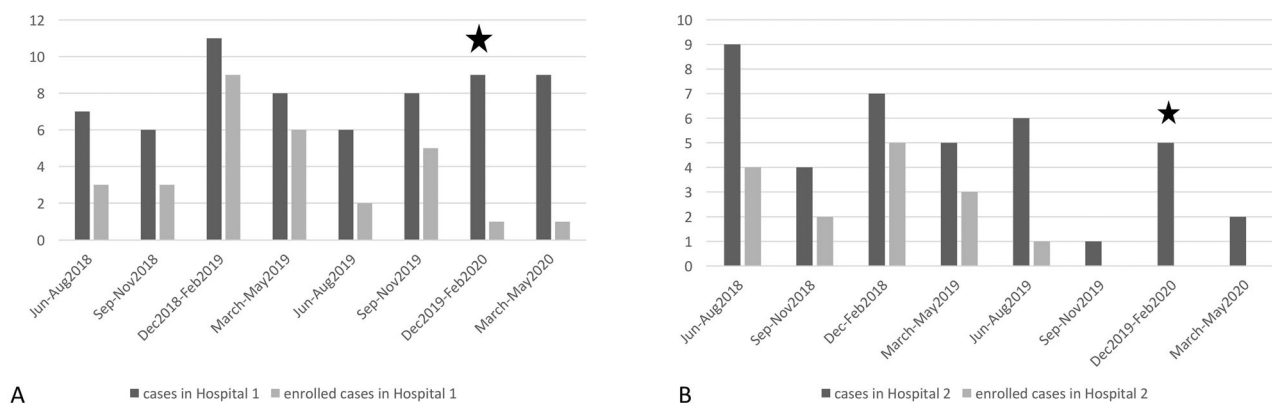 12
10
8
6
4
2
0
Jun-Aug2018
Sep-Nov2018
Dec2018-Feb2019
March-May2019
Jun-Aug2019
Sep-Nov2019
Dec2019-Feb2020
March-May2020
A
cases in Hospital 1 enrolled cases in Hospital 1
10
9
8
7
6
5
4
3
2
1
0
Jun-Aug2018
Sep-Nov2018
Dec-Feb2018
March-May2019
Jun-Aug2019
Sep-Nov2019
Dec2019-Feb2020
March-May2020
B
cases in Hospital 2 enrolled cases in Hospital 2